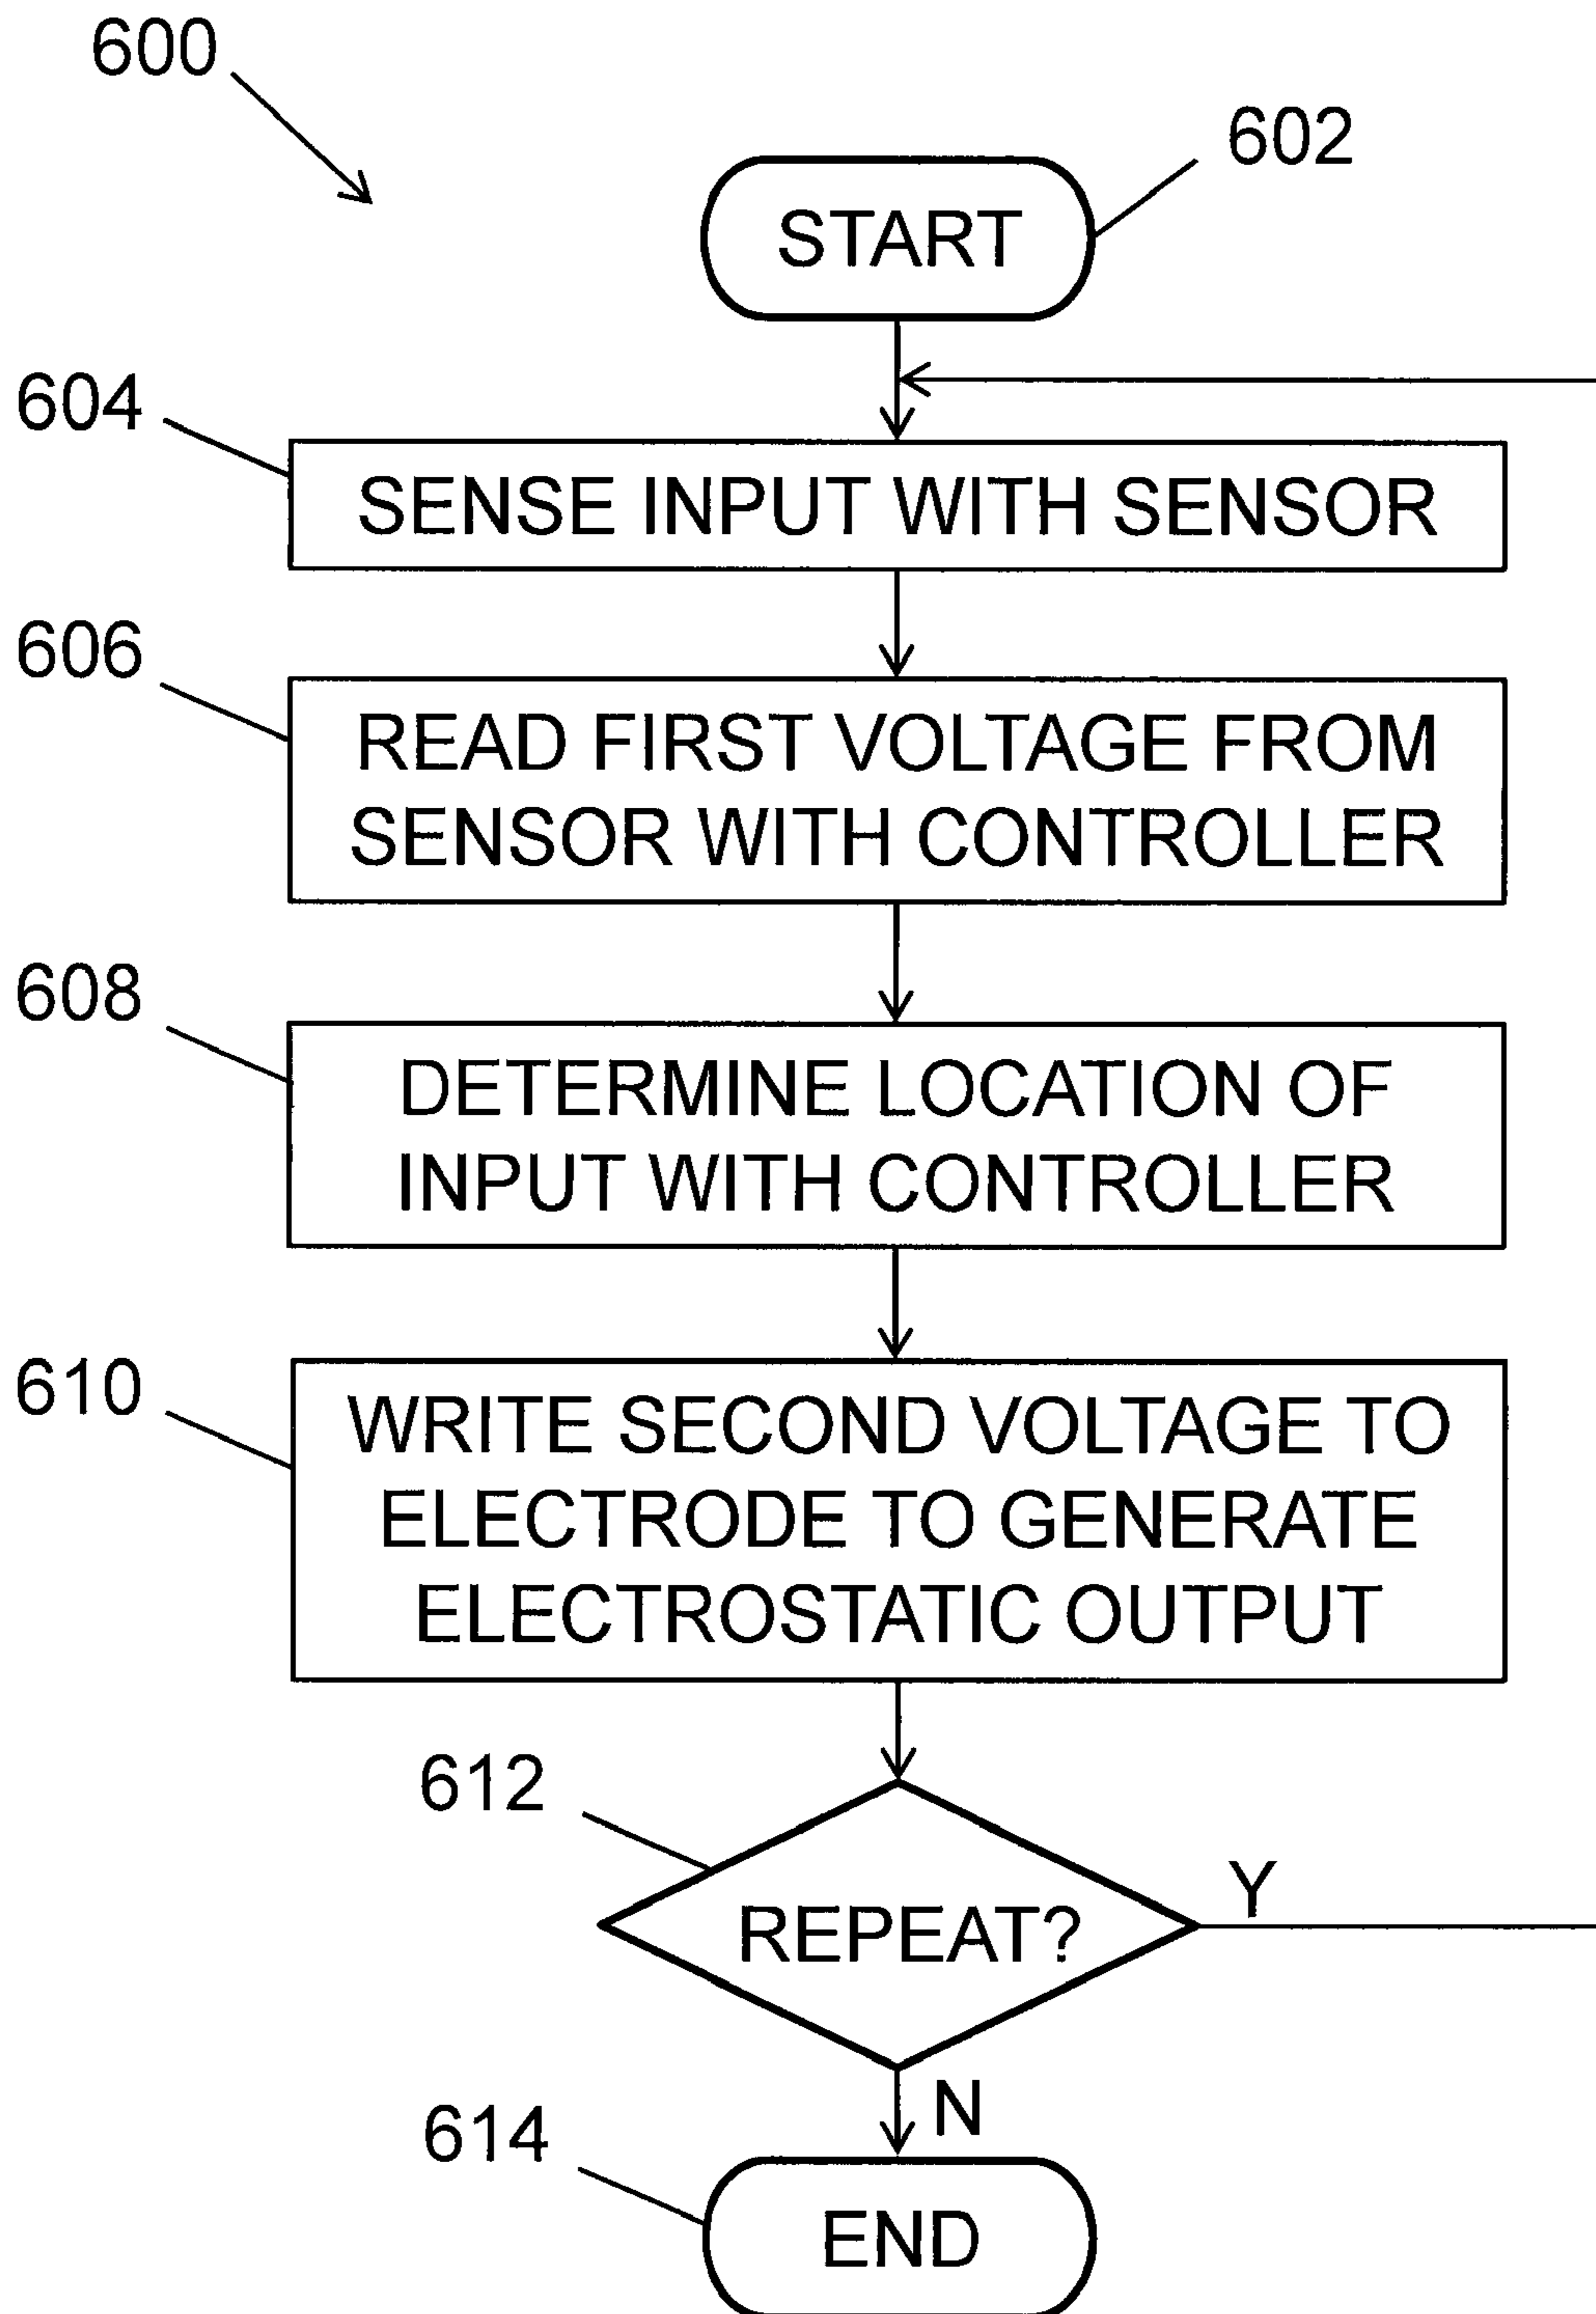 600
602
START
604
SENSE INPUT WITH SENSOR
606
READ FIRST VOLTAGE FROM
SENSOR WITH CONTROLLER
608
DETERMINE LOCATION OF
INPUT WITH CONTROLLER
610
WRITE SECOND VOLTAGE TO
ELECTRODE TO GENERATE
ELECTROSTATIC OUTPUT
612
REPEAT?
Y
N
614
END